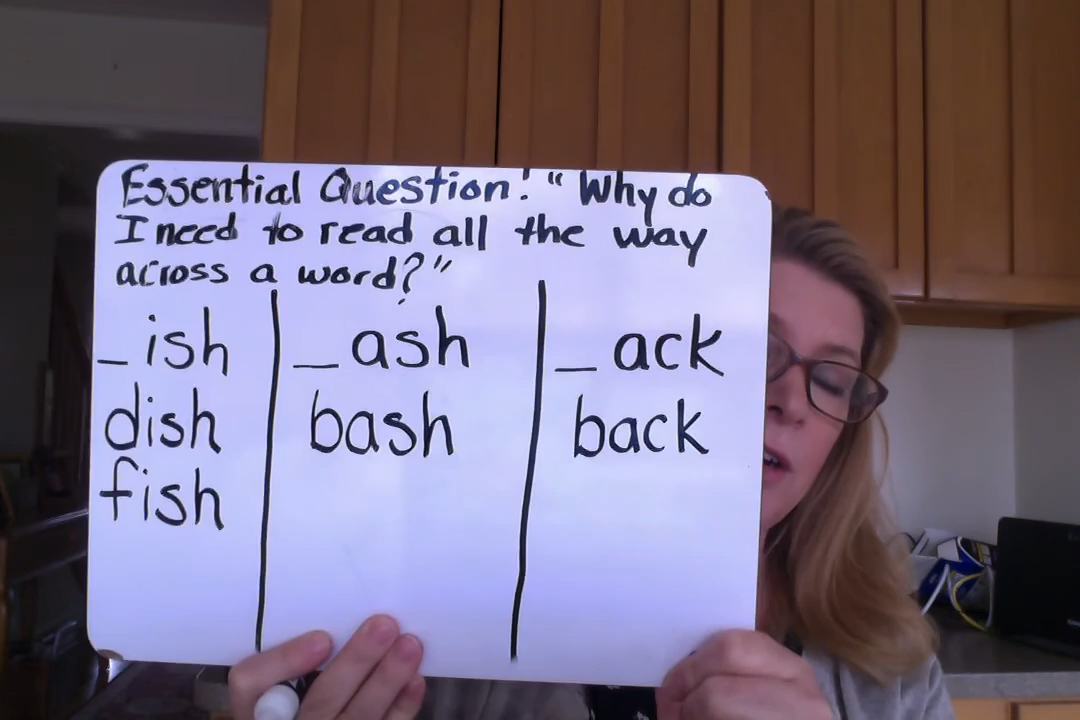 Essential Question: "Why do
I need to read all the way
across a word?"
_ish _ash _ack
dish bash back
fish